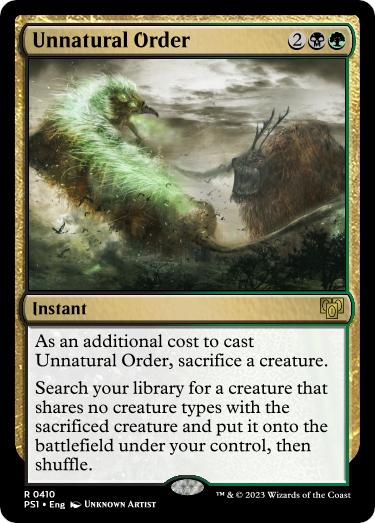 Unnatural Order 2
Instant
As an additional cost to cast
Unnatural Order, sacrifice a creature.
Search your library for a creature that
shares no creature types with the
sacrificed creature and put it onto the
battlefield under your control, then
shuffle.
R 0410
PS1 • Eng Unknown Artist
™ & © 2023 Wizards of the Coast